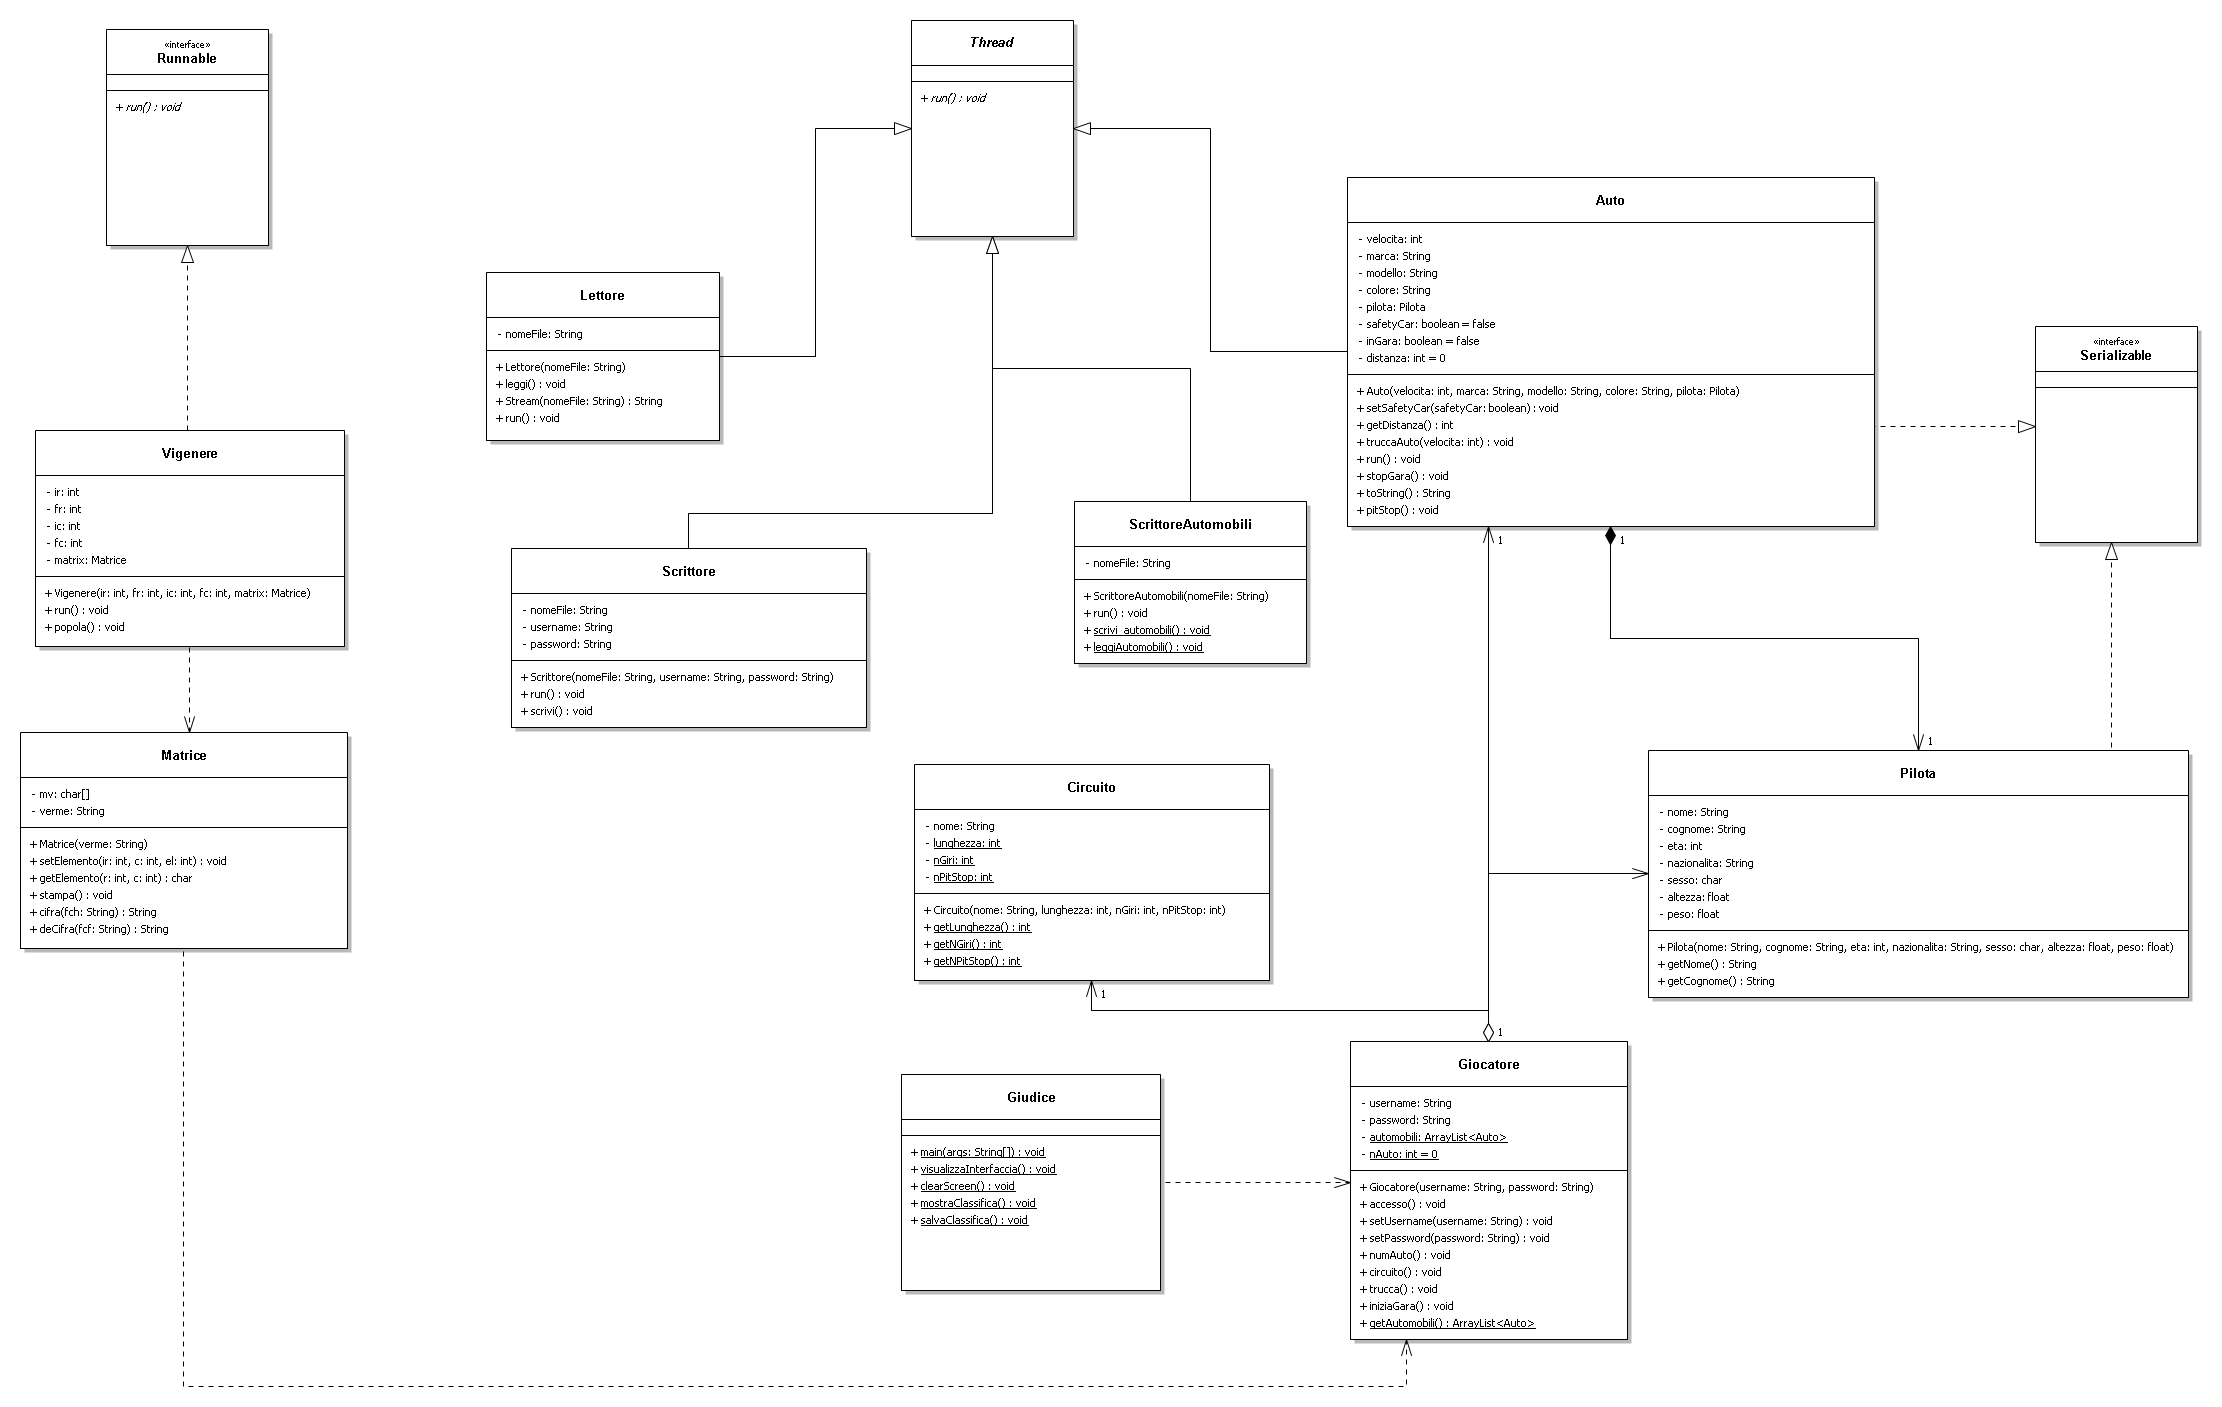 «interface»
Runnable
+ run() : void
Thread
+ run() : void
Auto
- velocita: int
- marca: String
- modello: String
- colore: String
- pilota: Pilota
- safetyCar: boolean = false
- inGara: boolean = false
- distanza: int = 0
+ Auto(velocita: int, marca: String, modello: String, colore: String, pilota: Pilota)
+ setSafetyCar(safetyCar: boolean) : void
+ getDistanza() : int
+ truccaAuto(velocita: int) : void
+ run() : void
+ stopGara() : void
+ toString() : String
+ pitStop() : void
1
1
Lettore
- nomeFile: String
+ Lettore(nomeFile: String)
+ leggi() : void
+ Stream(nomeFile: String) : String
+ run() : void
«interface»
Serializable
Vigenere
- ir: int
- fr: int
- ic: int
- fc: int
- matrix: Matrice
+ Vigenere(ir: int, fr: int, ic: int, fc: int, matrix: Matrice)
+ run() : void
+ popola() : void
Scrittore
- nomeFile: String
- username: String
- password: String
+ Scrittore(nomeFile: String, username: String, password: String)
+ run() : void
+ scrivi() : void
ScrittoreAutomobili
- nomeFile: String
+ ScrittoreAutomobili(nomeFile: String)
+ run() : void
+ scrivi_automobili() : void
+ leggiAutomobili() : void
Matrice
- mv: char[]
- verme: String
+ Matrice(verme: String)
+ setElemento(ir: int, c: int, el: int) : void
+ getElemento(r: int, c: int) : char
+ stampa() : void
+ cifra(fch: String) : String
+ deCifra(fcf: String) : String
Circuito
- nome: String
- lunghezza: int
- nGiri: int
- nPitStop: int
+ Circuito(nome: String, lunghezza: int, nGiri: int, nPitStop: int)
+ getLunghezza() : int
+ getNGiri() : int
+ getNPitStop() : int
1
1
Pilota
- nome: String
- cognome: String
- eta: int
- nazionalita: String
- sesso: char
- altezza: float
- peso: float
+ Pilota(nome: String, cognome: String, eta: int, nazionalita: String, sesso: char, altezza: float, peso: float)
+ getNome() : String
+ getCognome() : String
1
Giudice
+ main(args: String[]) : void
+ visualizzaInterfaccia() : void
+ clearScreen() : void
+ mostraClassifica() : void
+ salvaClassifica() : void
Giocatore
- username: String
- password: String
- automobili: ArrayList<Auto>
- nAuto: int = 0
+ Giocatore(username: String, password: String)
+ accesso() : void
+ setUsername(username: String) : void
+ setPassword(password: String) : void
+ numAuto() : void
+ circuito() : void
+ trucca() : void
+ iniziaGara() : void
+ getAutomobili() : ArrayList<Auto>